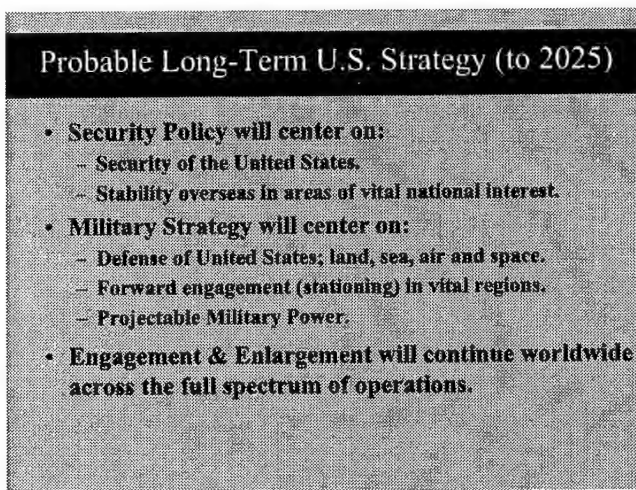 Probable Long-Term U.S. Strategy (to 2025)
• Security Policy will center on:
– Security of the United States.
– Stability overseas in areas of vital national interest.
• Military Strategy will center on:
– Defense of United States; land, sea, air and space.
– Forward engagement (stationing) in vital regions.
– Projectable Military Power.
• Engagement & Enlargement will continue worldwide
across the full spectrum of operations.